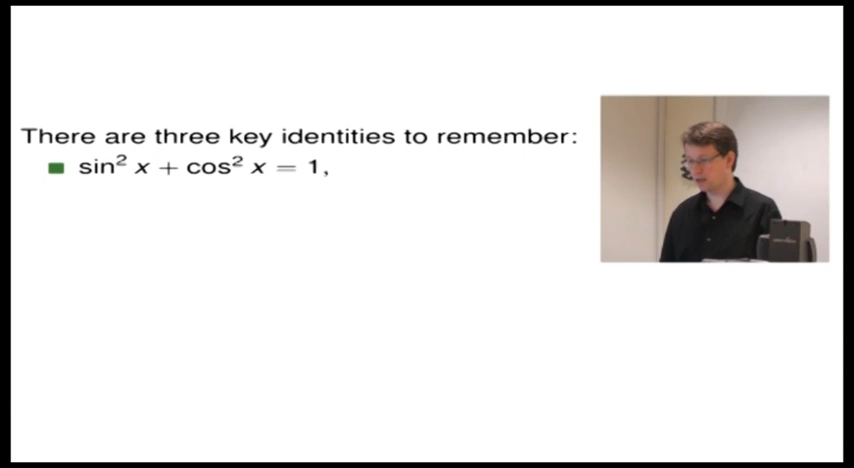 There are three key identities to remember:
sin² x + cos² x = 1,